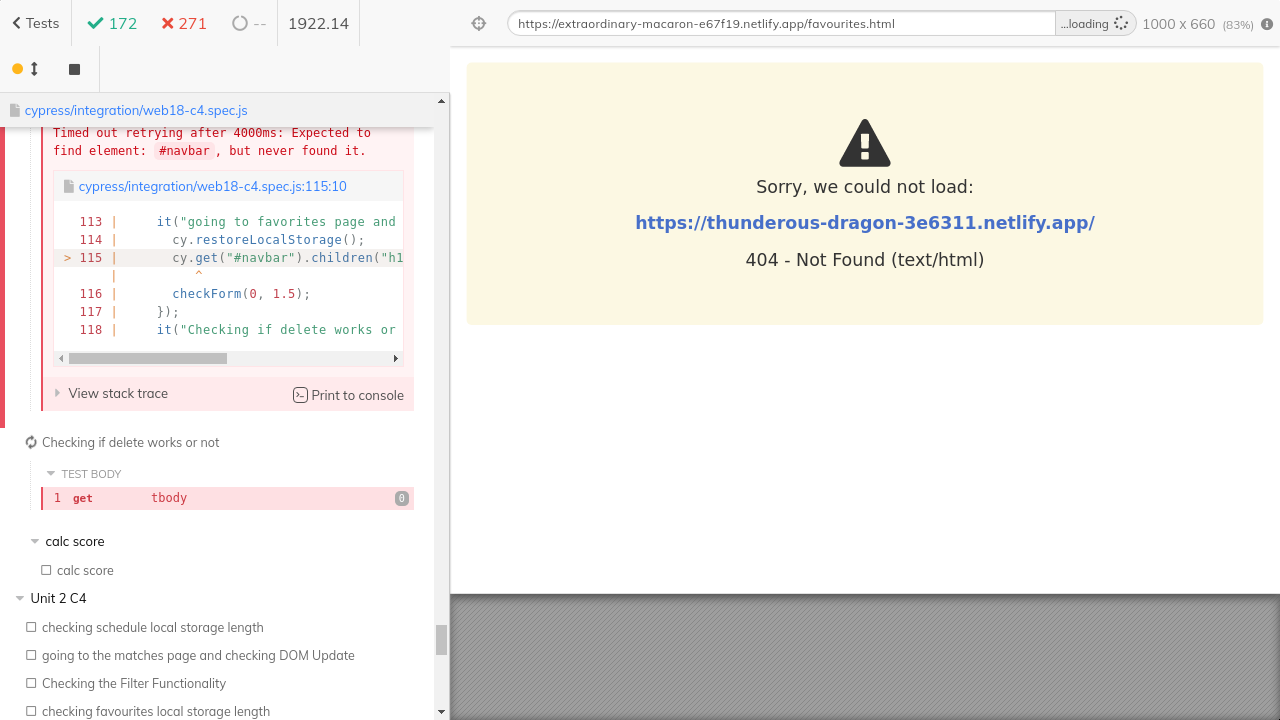 Tests
172
271
--
1922.14
https://extraordinary-macaron-e67f19.netlify.app/favourites.html
...loading
1000 x 660 (83%)
cypress/integration/web18-c4.spec.js
Timed out retrying after 4000ms: Expected to
find element: #navbar, but never found it.
cypress/integration/web18-c4.spec.js:115:10
113 | it("going to favorites page and
114 | cy.restoreLocalStorage();
> 115 | cy.get("#navbar").children("h1
| ^
116 | checkForm(0, 1.5);
117 | });
118 | it("Checking if delete works or
View stack trace
Print to console
Checking if delete works or not
TEST BODY
1 get tbody 0
calc score
calc score
Unit 2 C4
checking schedule local storage length
going to the matches page and checking DOM Update
Checking the Filter Functionality
checking favourites local storage length
Sorry, we could not load:
https://thunderous-dragon-3e6311.netlify.app/
404 - Not Found (text/html)